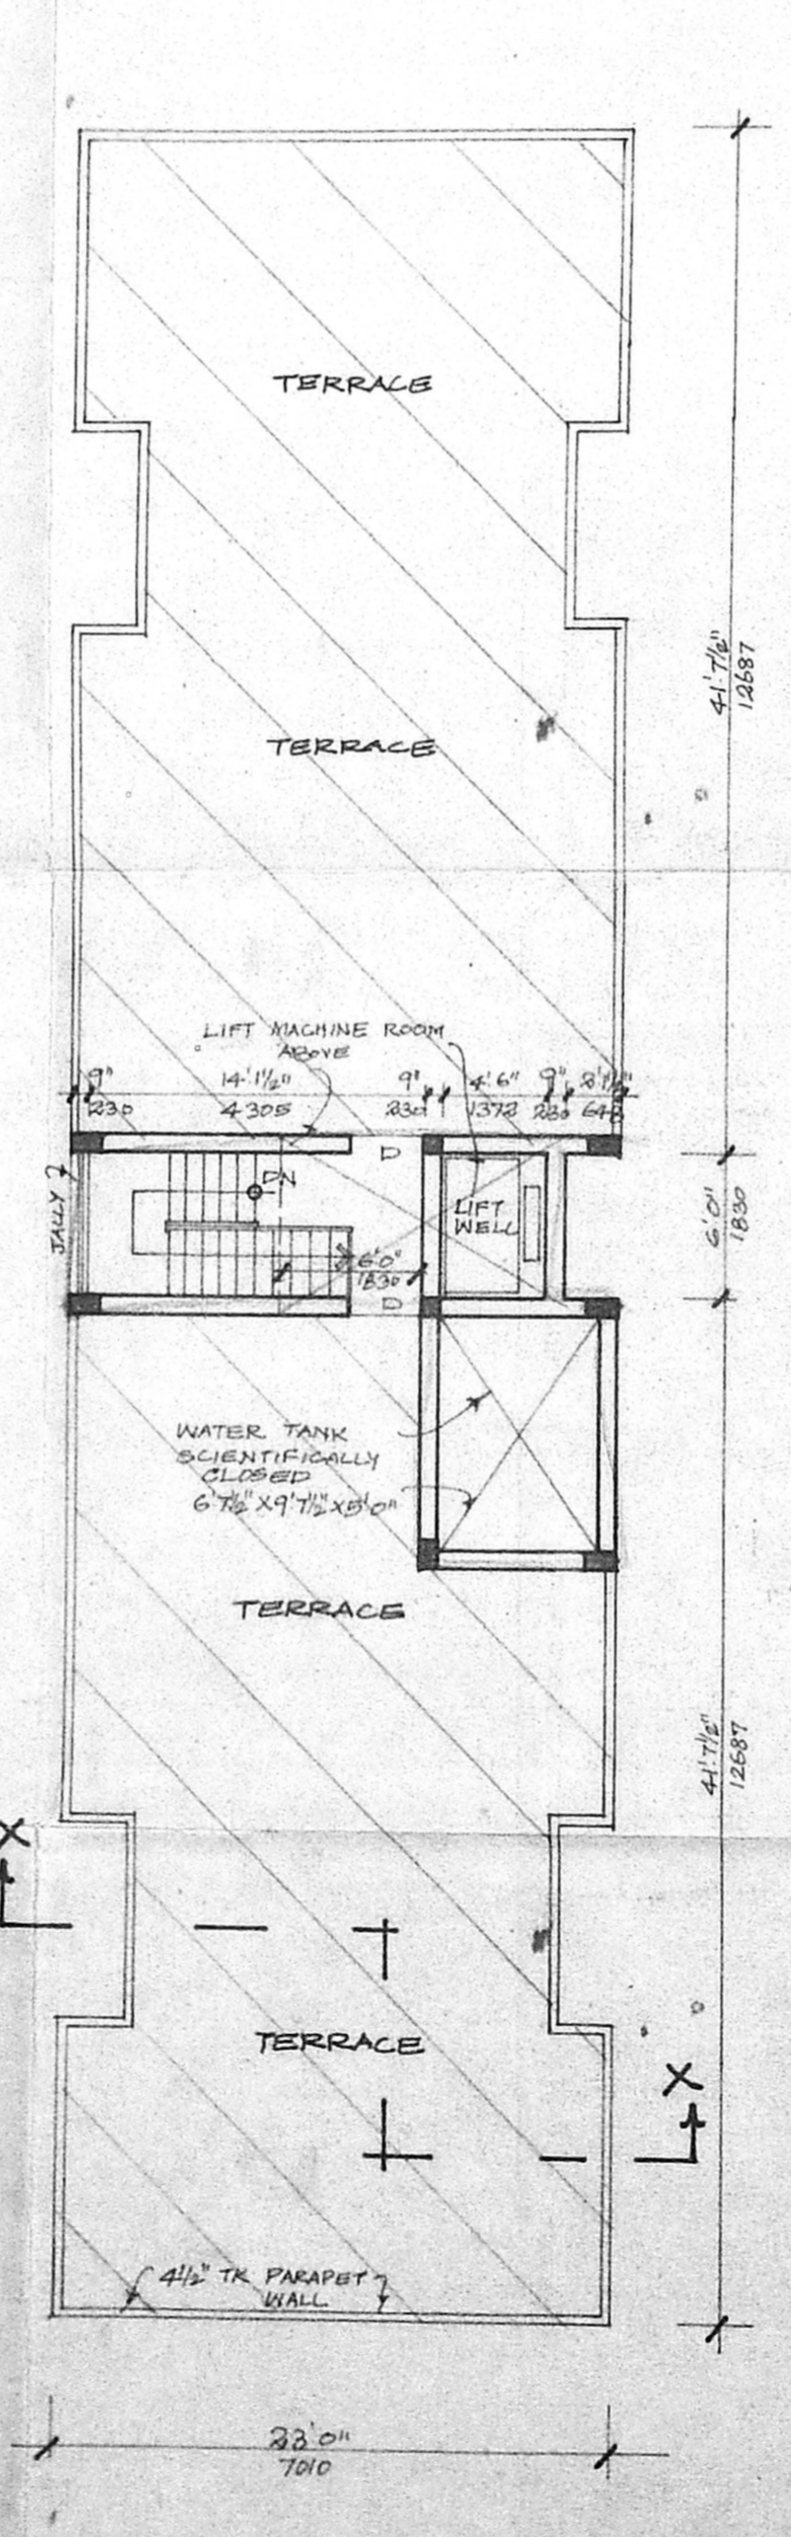 TERRACE
41'-7½"
12687
TERRACE
LIFT MACHINE ROOM
ABOVE
9" 14'-1½" 9" 4'-6" 9" 2'-1½"
230 4305 230 1372 230 648
D
DN
JALLY
LIFT
WELL
6'-0"
1830
6'-0"
1830
D
WATER TANK
SCIENTIFICALLY
CLOSED
6'7½"X9'7½"X5'0"
TERRACE
41'-7½"
12687
X
TERRACE
X
4½" TK PARAPET
WALL
23'0"
7010